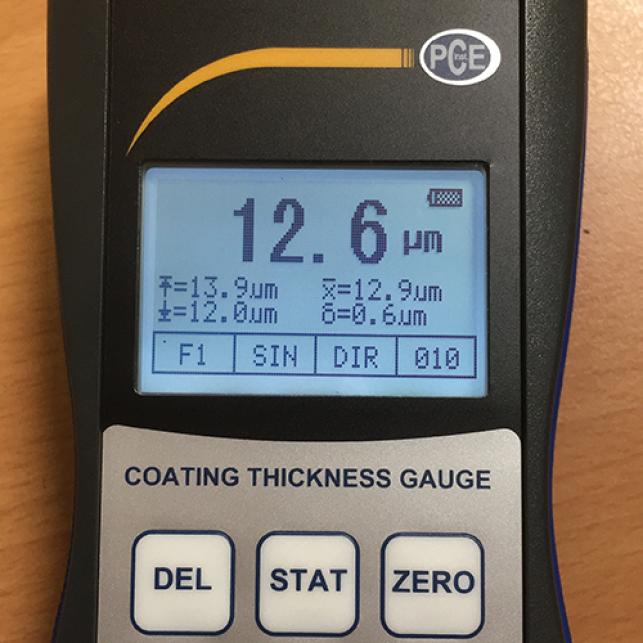 PCE
Inst.
12.6 µm
↑=13.9um x̄=12.9um
↓=12.0um δ=0.6um
F1 SIN DIR 010
COATING THICKNESS GAUGE
DEL STAT ZERO